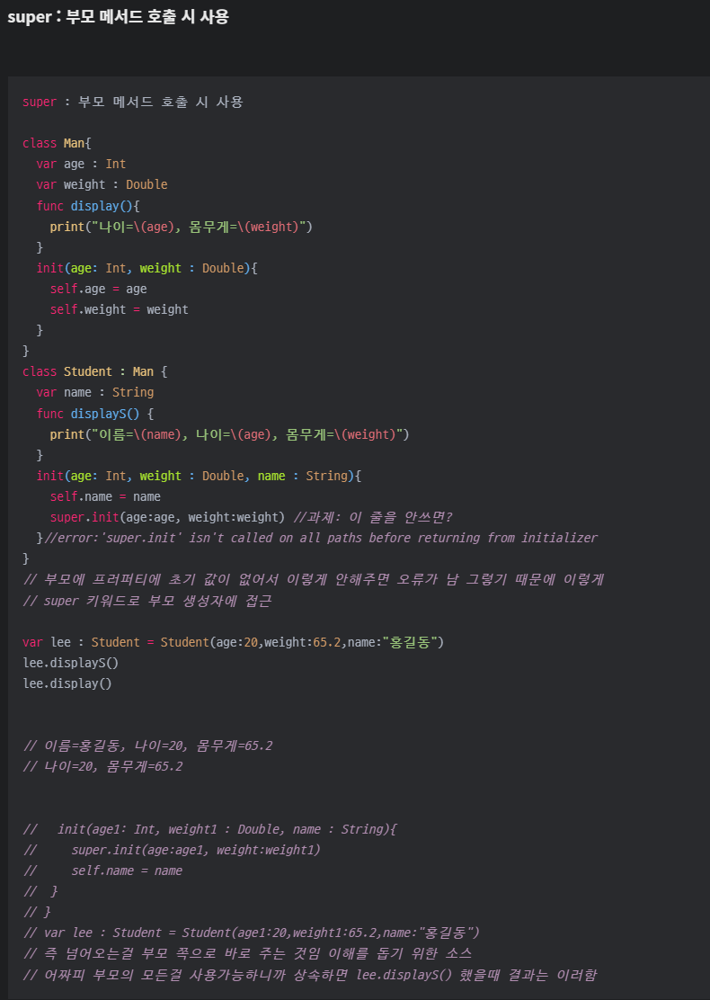 super : 부모 메서드 호출 시 사용
super : 부모 메서드 호출 시 사용
class Man{
  var age : Int
  var weight : Double
  func display(){
    print("나이=\(age), 몸무게=\(weight)")
  }
  init(age: Int, weight : Double){
    self.age = age
    self.weight = weight
  }
}
class Student : Man {
  var name : String
  func displayS() {
    print("이름=\(name), 나이=\(age), 몸무게=\(weight)")
  }
  init(age: Int, weight : Double, name : String){
    self.name = name
    super.init(age:age, weight:weight) //과제: 이 줄을 안쓰면?
  }//error:'super.init' isn't called on all paths before returning from initializer
}
// 부모에 프러퍼티에 초기 값이 없어서 이렇게 안해주면 오류가 남 그렇기 때문에 이렇게
// super 키워드로 부모 생성자에 접근
var lee : Student = Student(age:20,weight:65.2,name:"홍길동")
lee.displayS()
lee.display()
// 이름=홍길동, 나이=20, 몸무게=65.2
// 나이=20, 몸무게=65.2
//   init(age1: Int, weight1 : Double, name : String){
//     super.init(age:age1, weight:weight1)
//     self.name = name
//  }
// }
// var lee : Student = Student(age1:20,weight1:65.2,name:"홍길동")
// 즉 넘어오는걸 부모 쪽으로 바로 주는 것임 이해를 돕기 위한 소스
// 어짜피 부모의 모든걸 사용가능하니까 상속하면 lee.displayS() 했을때 결과는 이러함